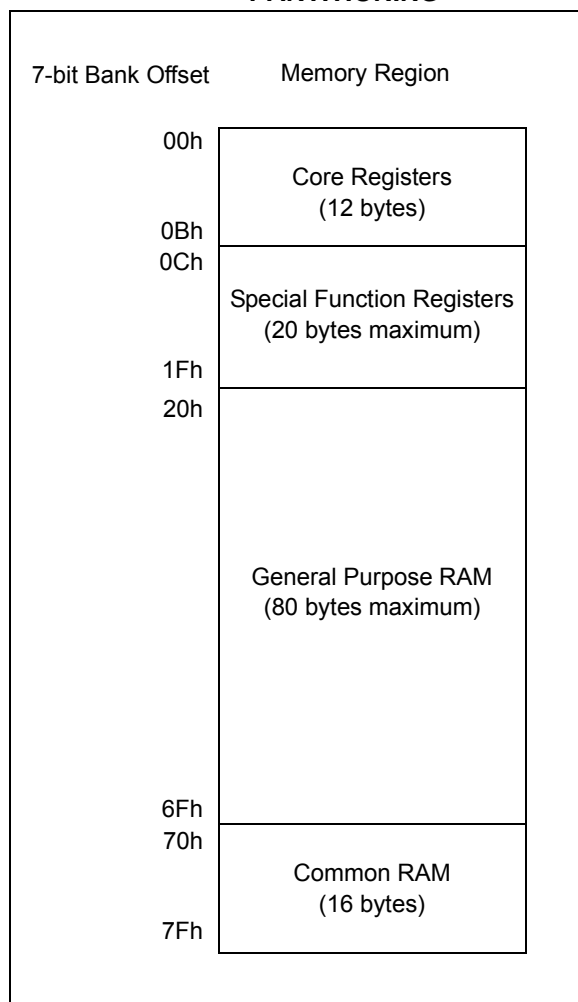 7-bit Bank Offset Memory Region
00h
Core Registers
(12 bytes)
0Bh
0Ch
Special Function Registers
(20 bytes maximum)
1Fh
20h
General Purpose RAM
(80 bytes maximum)
6Fh
70h
Common RAM
(16 bytes)
7Fh